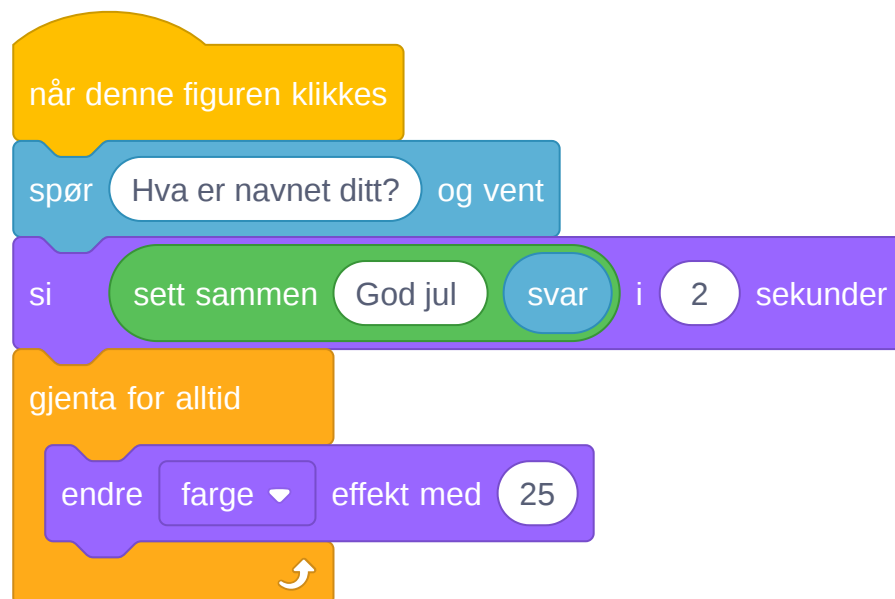 når denne figuren klikkes
spør Hva er navnet ditt? og vent
si sett sammen God jul svar i 2 sekunder
gjenta for alltid
endre farge effekt med 25